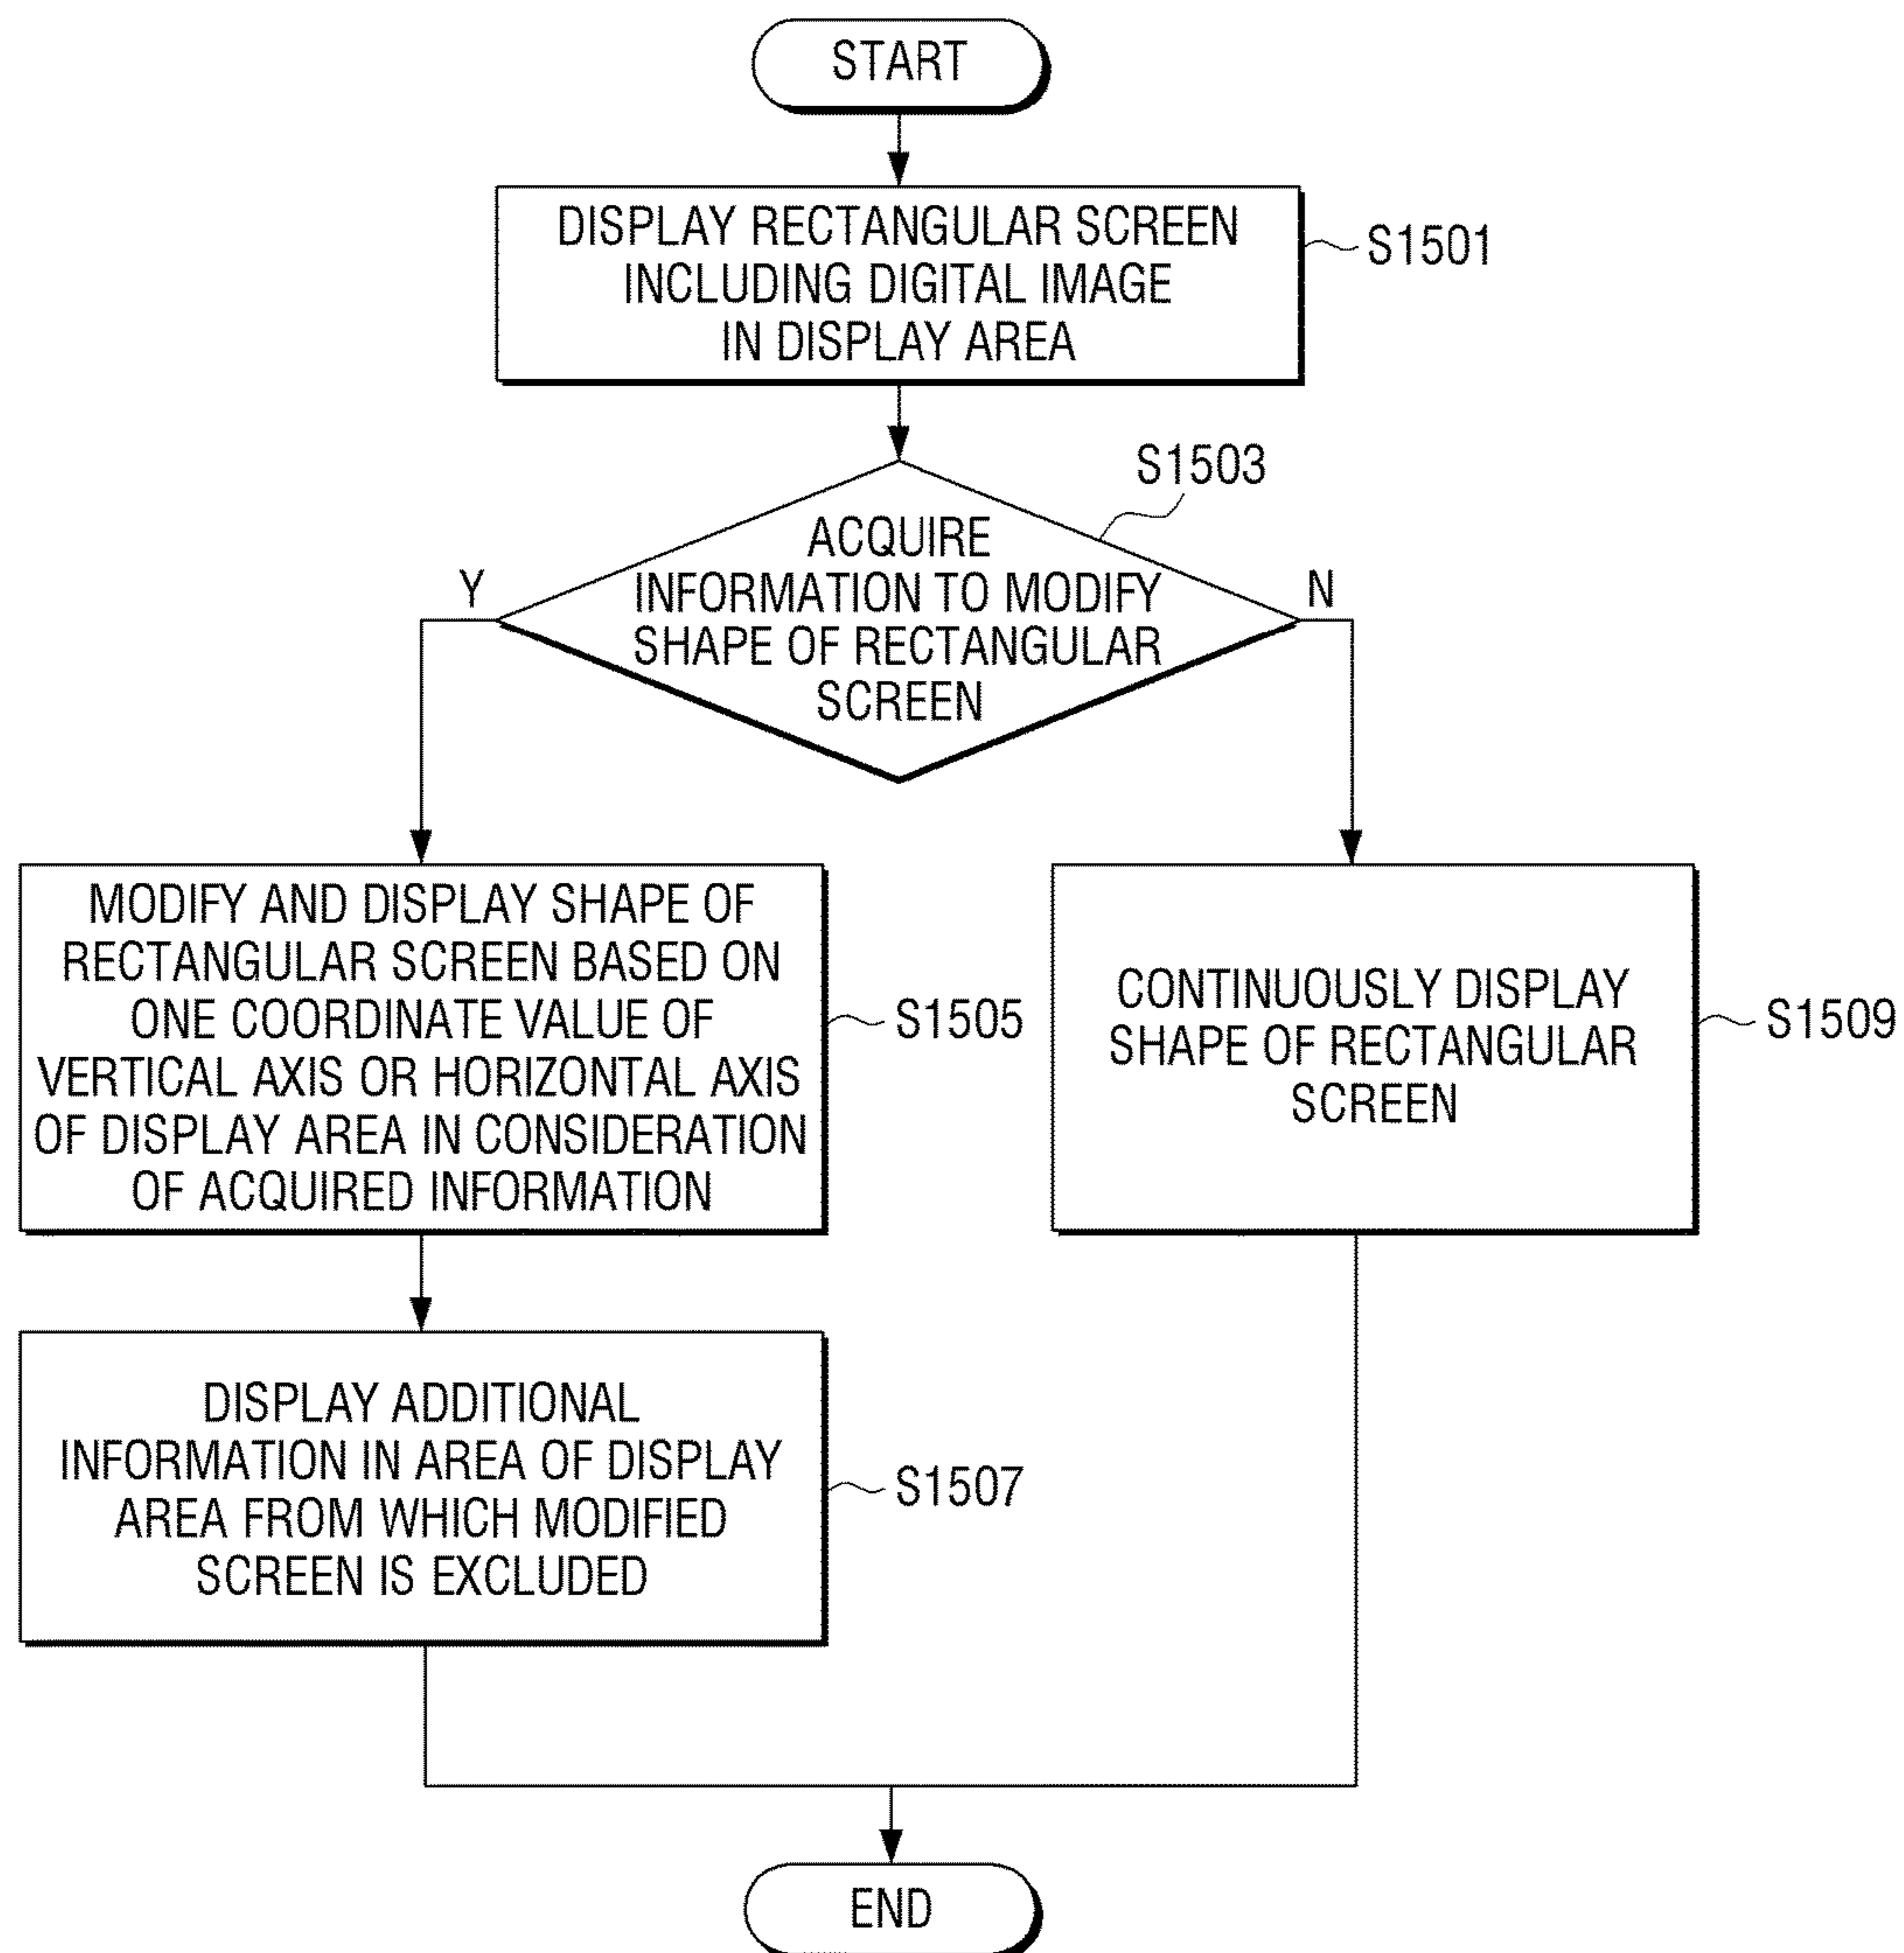 START
DISPLAY RECTANGULAR SCREEN
INCLUDING DIGITAL IMAGE
IN DISPLAY AREA
S1501
S1503
ACQUIRE
INFORMATION TO MODIFY
SHAPE OF RECTANGULAR
SCREEN
Y
N
MODIFY AND DISPLAY SHAPE OF
RECTANGULAR SCREEN BASED ON
ONE COORDINATE VALUE OF
VERTICAL AXIS OR HORIZONTAL AXIS
OF DISPLAY AREA IN CONSIDERATION
OF ACQUIRED INFORMATION
S1505
CONTINUOUSLY DISPLAY
SHAPE OF RECTANGULAR
SCREEN
S1509
DISPLAY ADDITIONAL
INFORMATION IN AREA OF DISPLAY
AREA FROM WHICH MODIFIED
SCREEN IS EXCLUDED
S1507
END